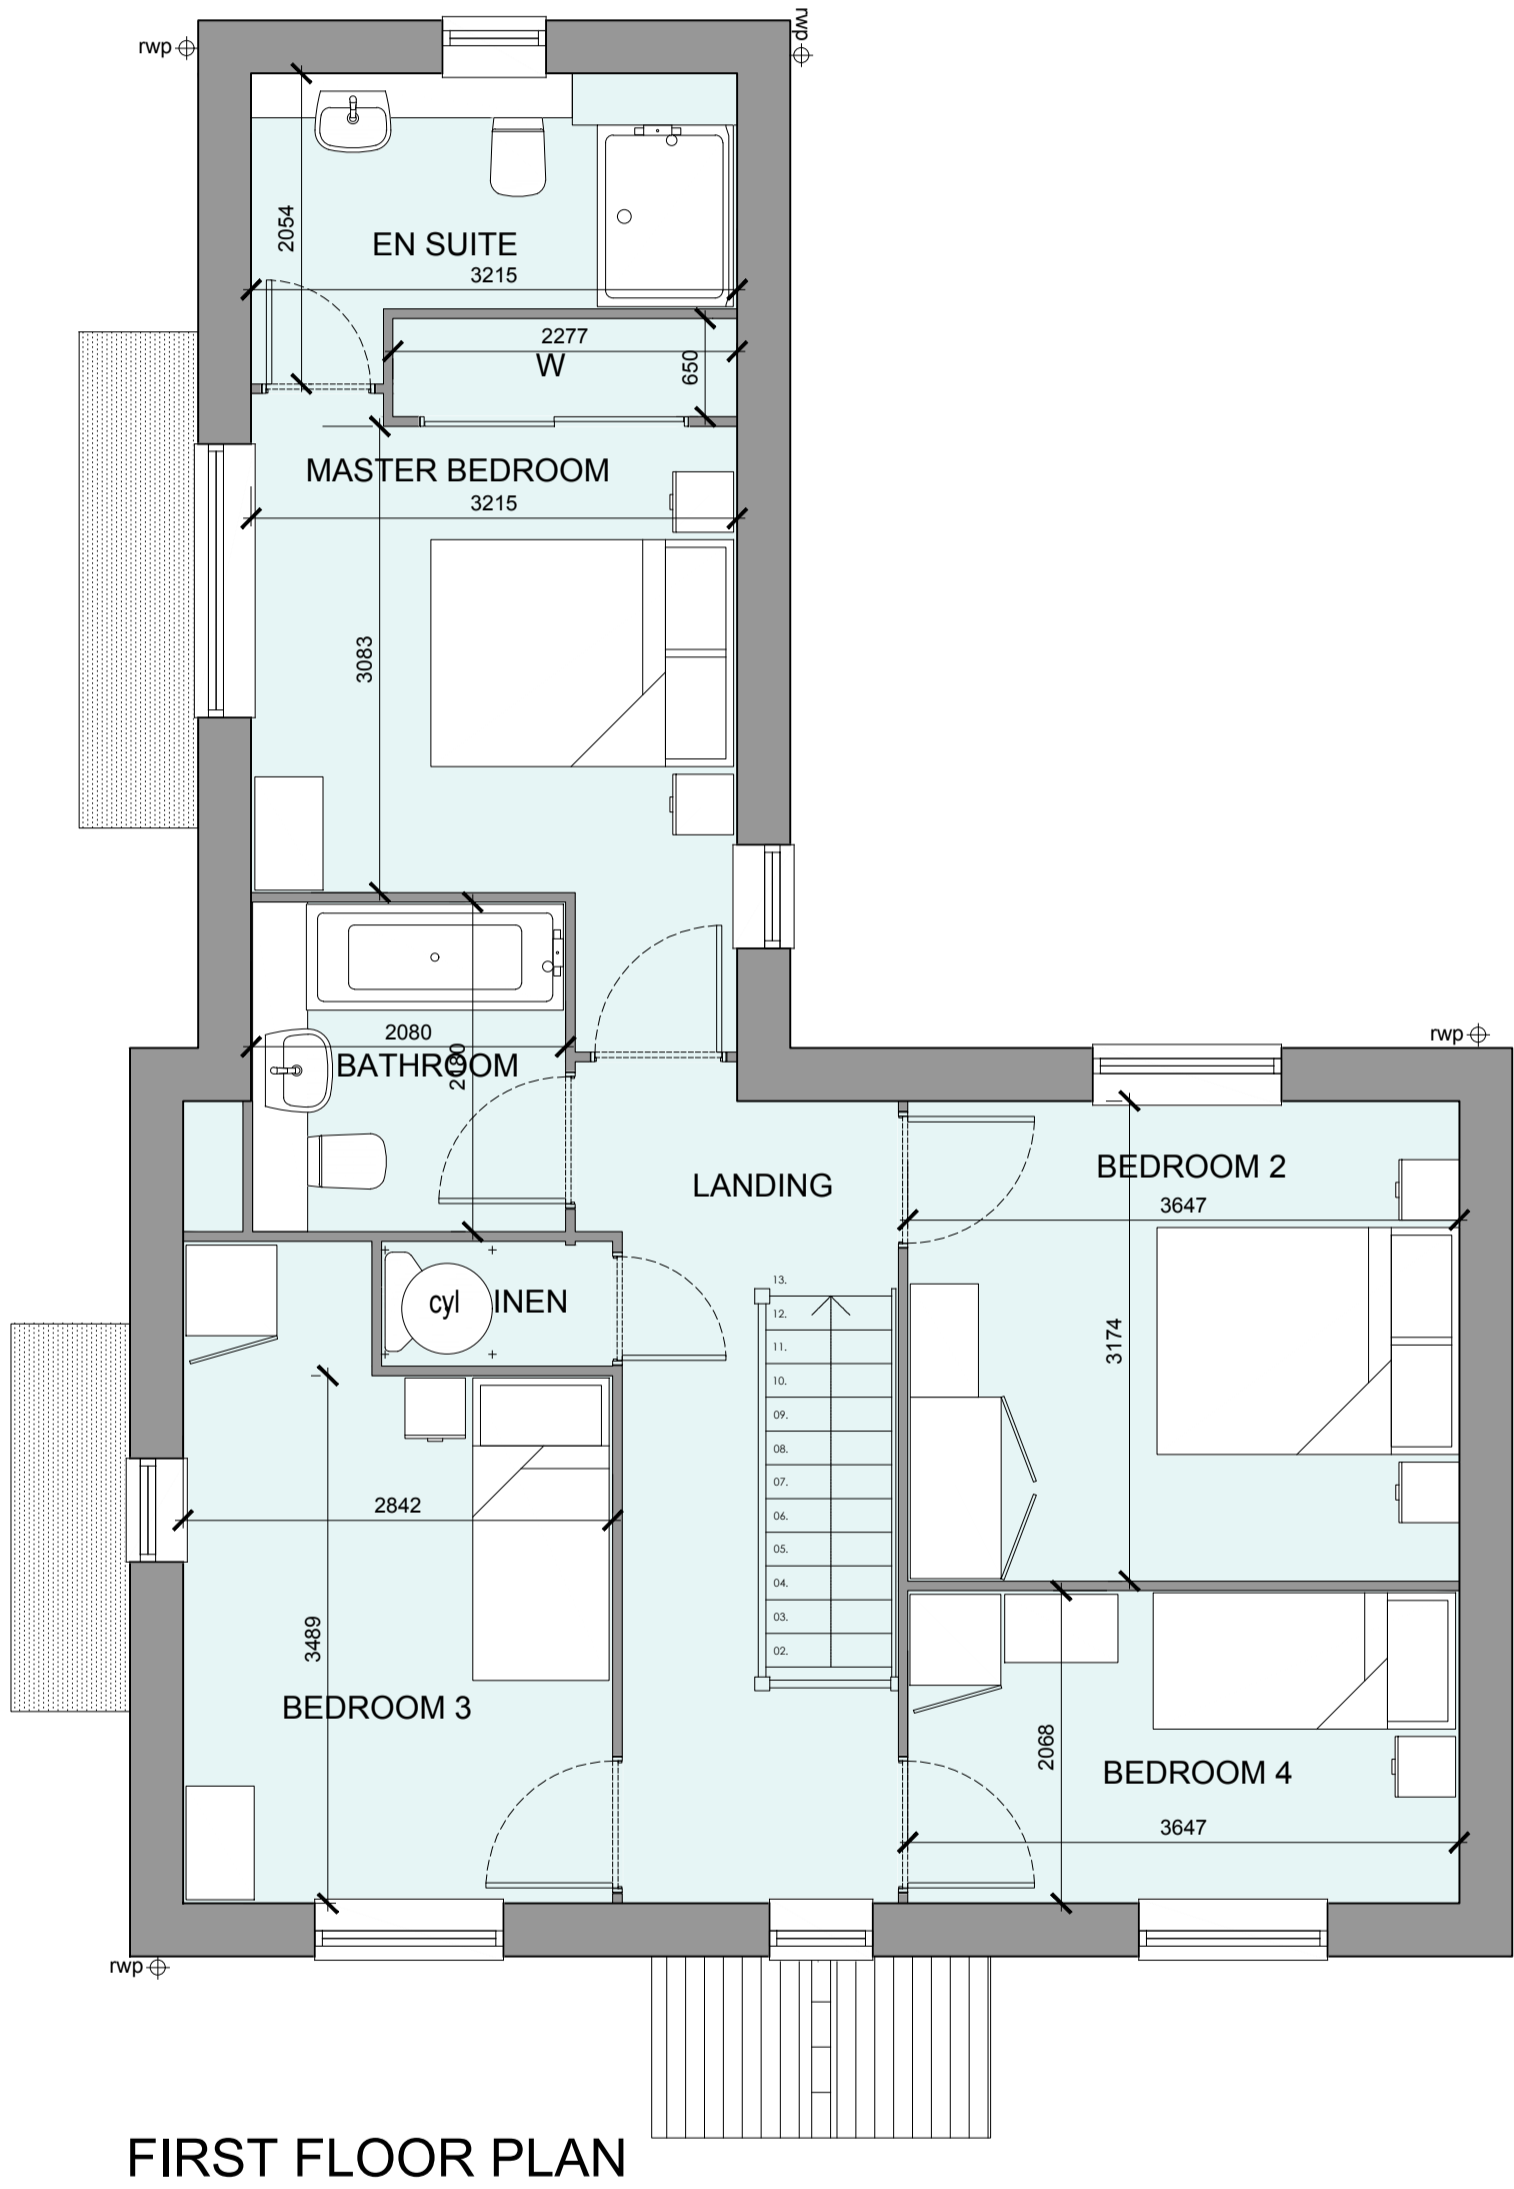 rwp
rwp
2054
EN SUITE
3215
2277
W
650
MASTER BEDROOM
3215
3083
2080
BATHROOM
2180
rwp
LANDING
BEDROOM 2
3647
cyl
INEN
3174
13.
12.
11.
10.
09.
08.
07.
06.
05.
04.
03.
02.
2842
3489
BEDROOM 3
2068
BEDROOM 4
3647
rwp
FIRST FLOOR PLAN